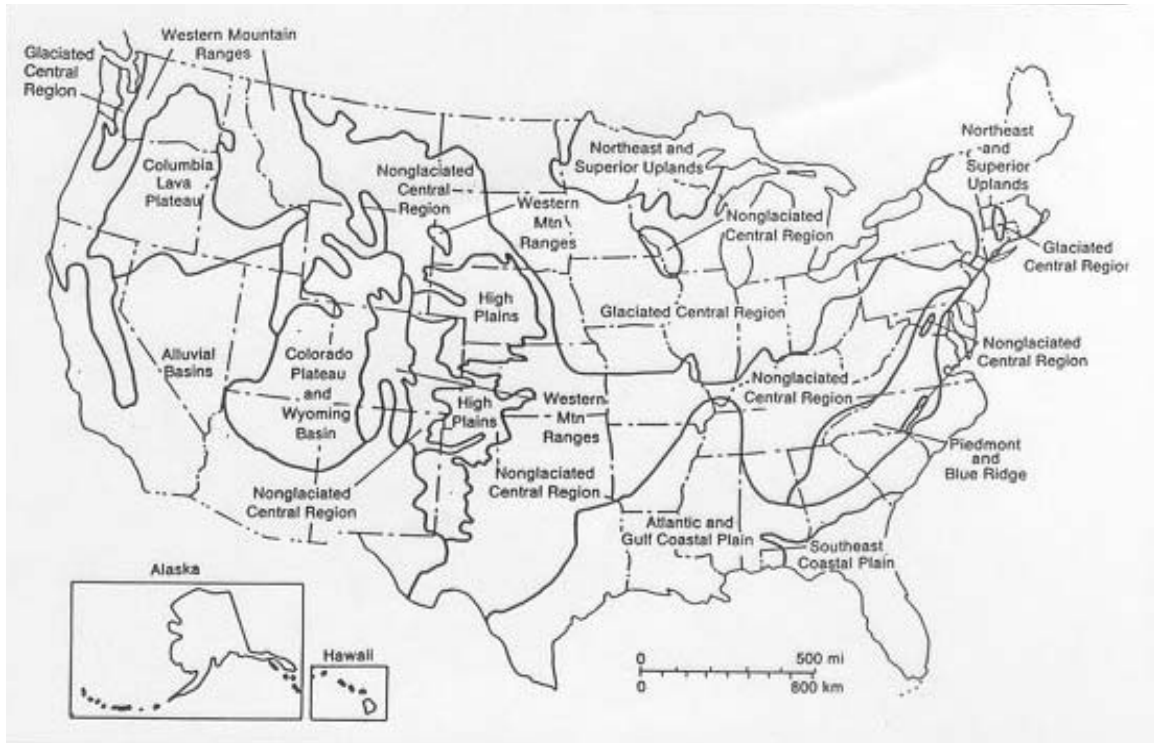 Western Mountain
Ranges
Glaciated
Central
Region
Columbia
Lava
Plateau
Nonglaciated
Central
Region
Western
Mtn
Ranges
Northeast and
Superior Uplands
Northeast
and
Superior
Uplands
Nonglaciated
Central Region
Glaciated
Central Region
High
Plains
Glaciated Central Region
Nonglaciated
Central Region
Alluvial
Basins
Colorado
Plateau
and
Wyoming
Basin
High
Plains
Western
Mtn
Ranges
Nonglaciated
Central Region
Piedmont
and
Blue Ridge
Nonglaciated
Central Region
Nonglaciated
Central Region
Atlantic and
Gulf Coastal Plain
Southeast
Coastal Plain
Alaska
Hawaii
0 500 mi
0 800 km